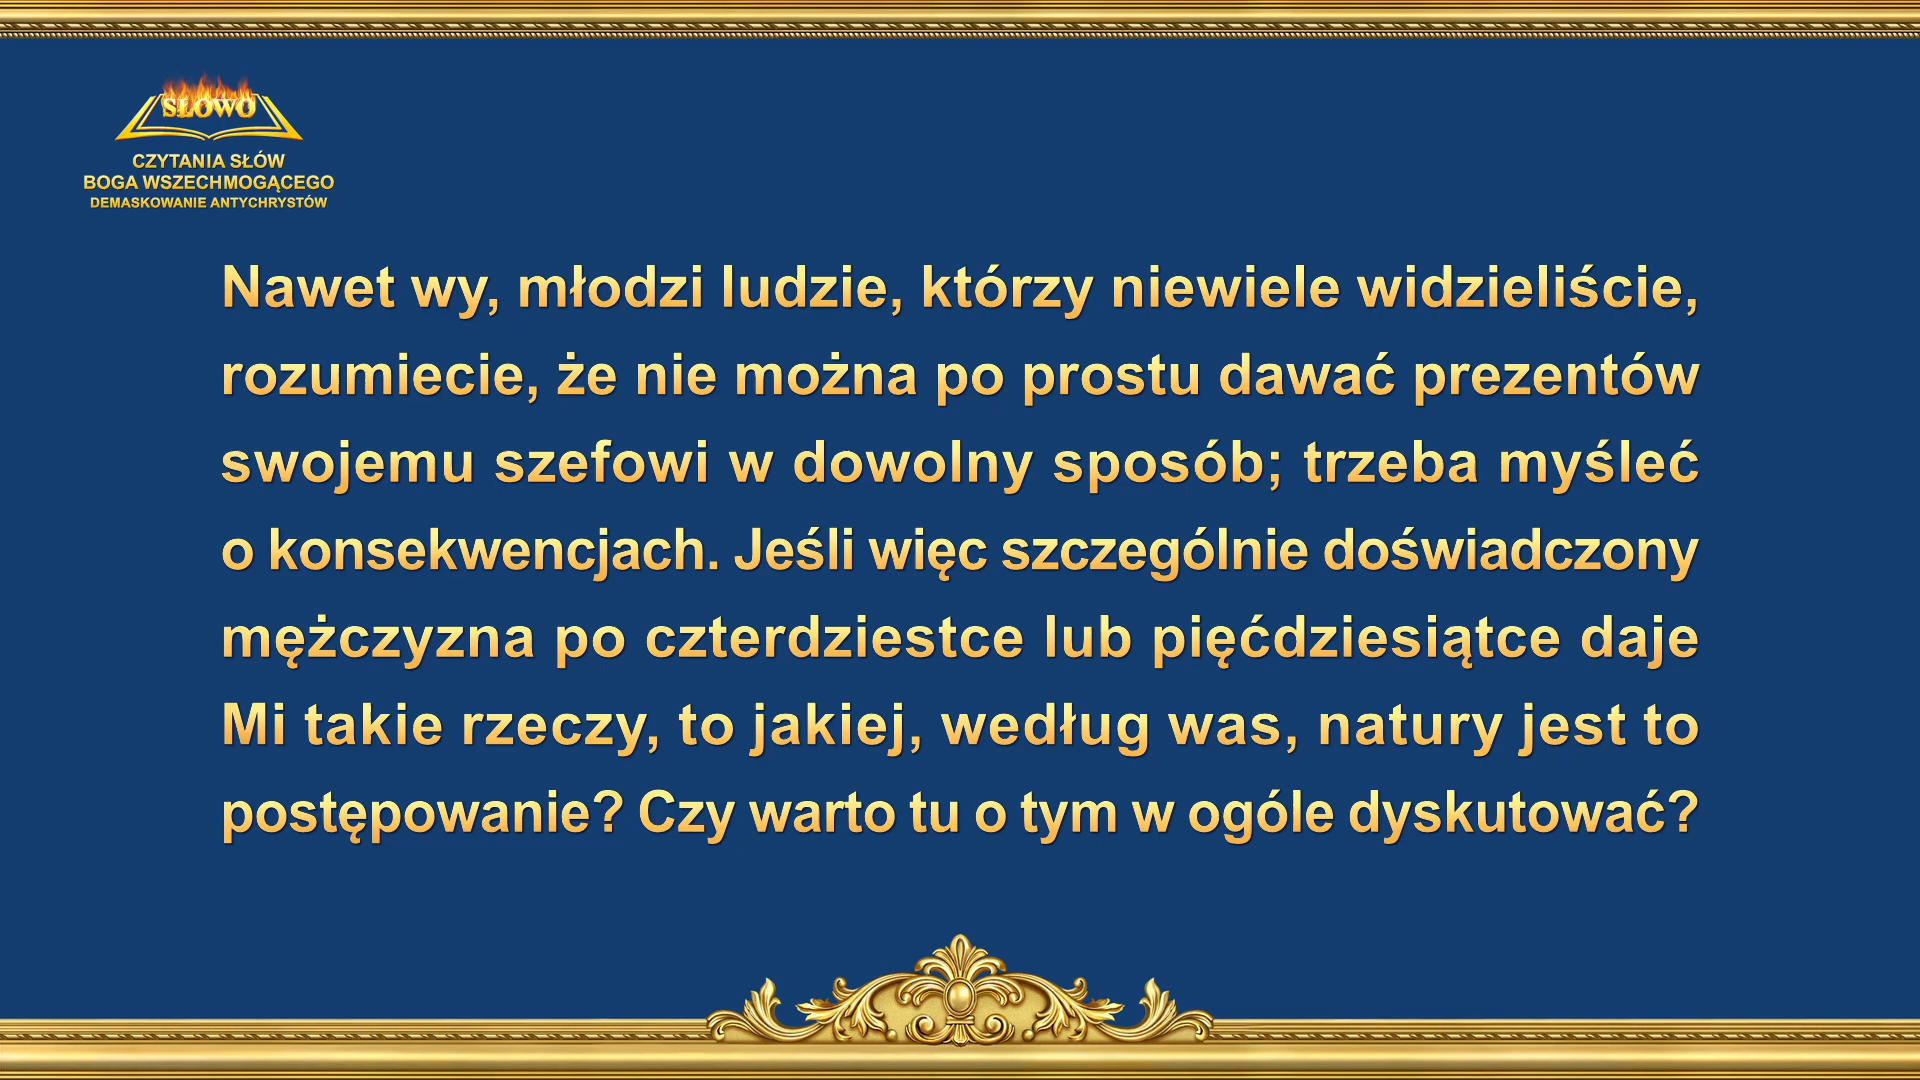 SŁOWO
CZYTANIA SŁÓW
BOGA WSZECHMOGĄCEGO
DEMASKOWANIE ANTYCHRYSTÓW
Nawet wy, młodzi ludzie, którzy niewiele widzieliście,
rozumiecie, że nie można po prostu dawać prezentów
swojemu szefowi w dowolny sposób; trzeba myśleć
o konsekwencjach. Jeśli więc szczególnie doświadczony
mężczyzna po czterdziestce lub pięćdziesiątce daje
Mi takie rzeczy, to jakiej, według was, natury jest to
postępowanie? Czy warto tu o tym w ogóle dyskutować?